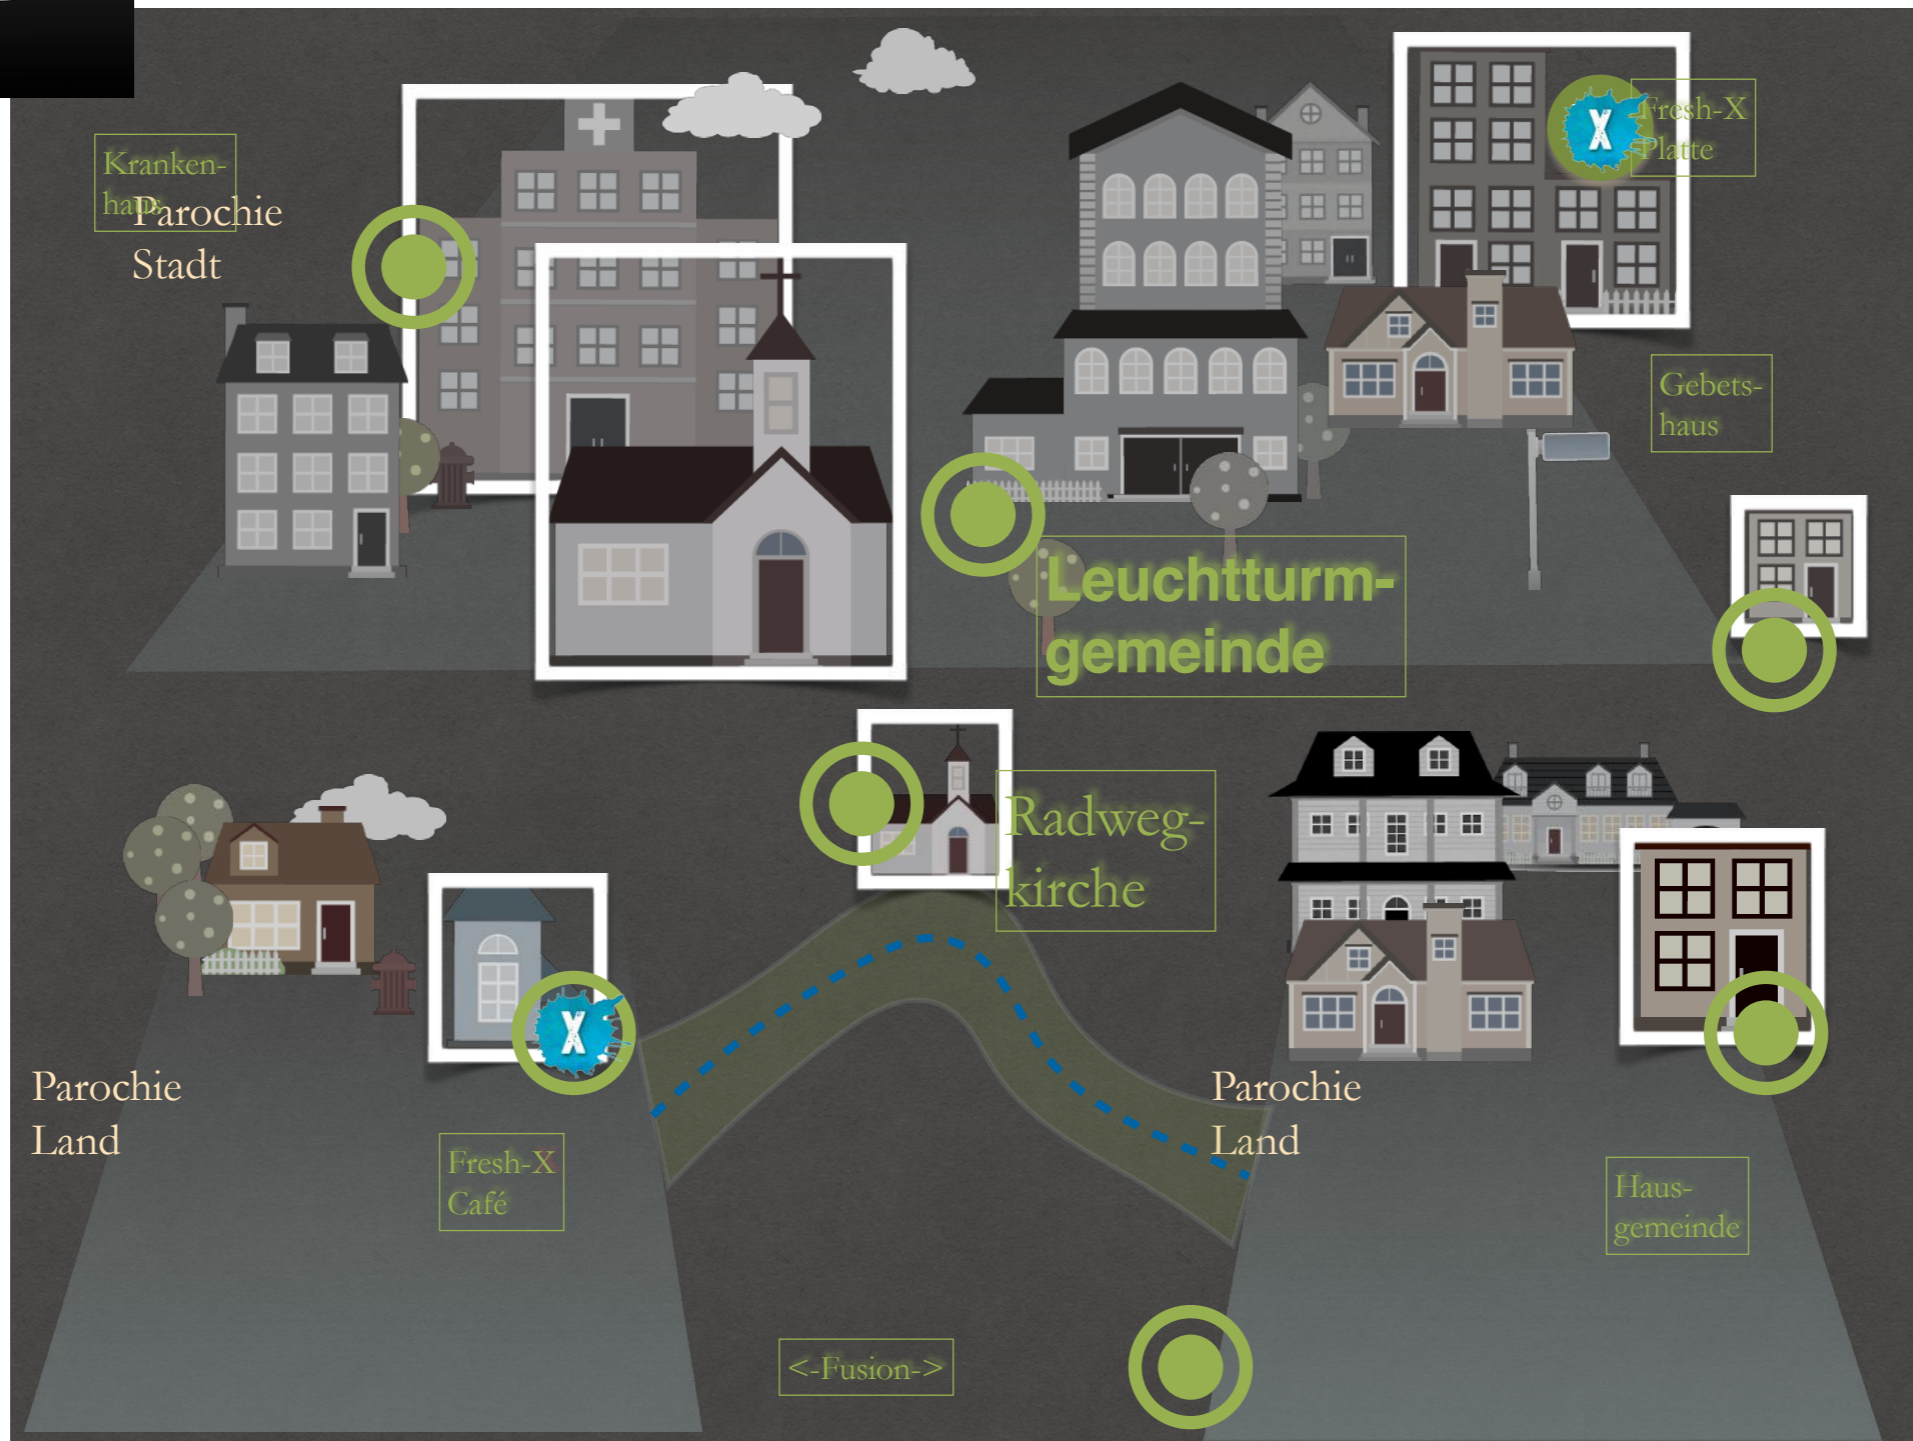 Kranken-
haus
Parochie
Stadt
X
Fresh-X
Platte
Gebets-
haus
Leuchtturm-
gemeinde
Radweg-
kirche
X
Parochie
Land
Fresh-X
Café
Parochie
Land
Haus-
gemeinde
<-Fusion->